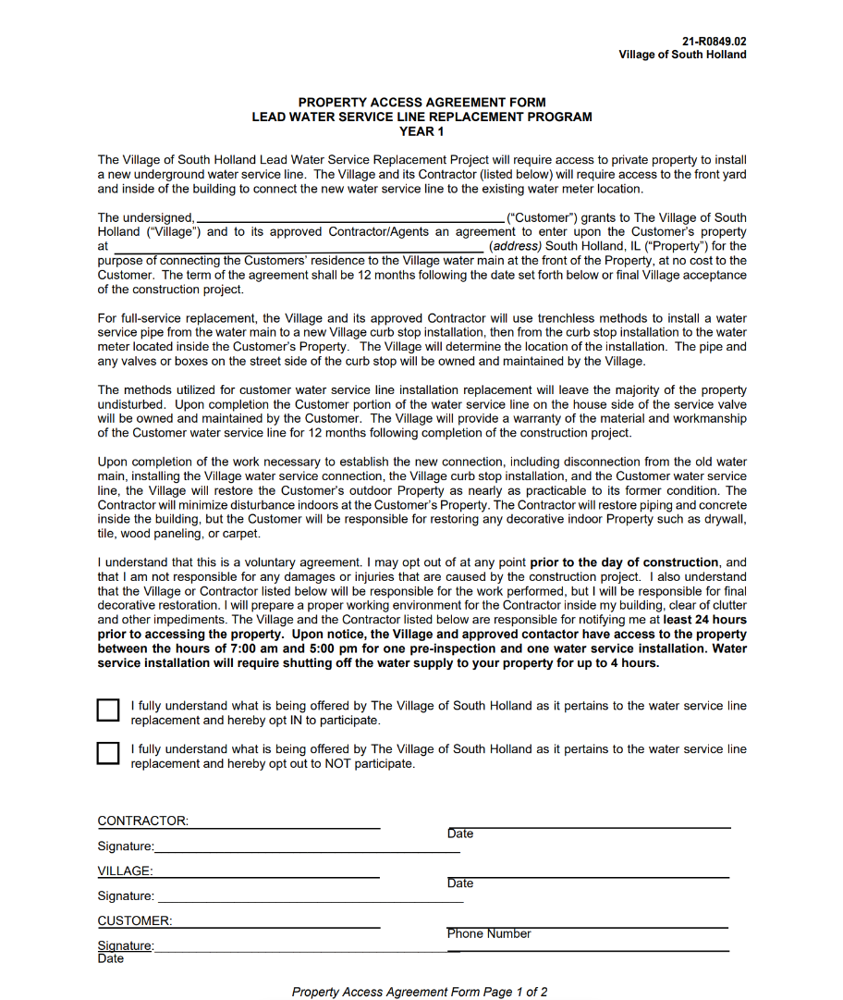 21-R0849.02
Village of South Holland
PROPERTY ACCESS AGREEMENT FORM
LEAD WATER SERVICE LINE REPLACEMENT PROGRAM
YEAR 1
The Village of South Holland Lead Water Service Replacement Project will require access to private property to install
a new underground water service line.  The Village and its Contractor (listed below) will require access to the front yard
and inside of the building to connect the new water service line to the existing water meter location.
The undersigned, ______________________ (“Customer”) grants to The Village of South
Holland (“Village”) and to its approved Contractor/Agents an agreement to enter upon the Customer’s property
at ______________________ (address) South Holland, IL (“Property”) for the
purpose of connecting the Customers’ residence to the Village water main at the front of the Property, at no cost to the
Customer.  The term of the agreement shall be 12 months following the date set forth below or final Village acceptance
of the construction project.
For full-service replacement, the Village and its approved Contractor will use trenchless methods to install a water
service pipe from the water main to a new Village curb stop installation, then from the curb stop installation to the water
meter located inside the Customer’s Property.   The Village will determine the location of the installation.  The pipe and
any valves or boxes on the street side of the curb stop will be owned and maintained by the Village.
The methods utilized for customer water service line installation replacement will leave the majority of the property
undisturbed.  Upon completion the Customer portion of the water service line on the house side of the service valve
will be owned and maintained by the Customer.  The Village will provide a warranty of the material and workmanship
of the Customer water service line for 12 months following completion of the construction project.
Upon completion of the work necessary to establish the new connection, including disconnection from the old water
main, installing the Village water service connection, the Village curb stop installation, and the Customer water service
line, the Village will restore the Customer’s outdoor Property as nearly as practicable to its former condition. The
Contractor will minimize disturbance indoors at the Customer’s Property. The Contractor will restore piping and concrete
inside the building, but the Customer will be responsible for restoring any decorative indoor Property such as drywall,
tile, wood paneling, or carpet.
I understand that this is a voluntary agreement. I may opt out of at any point prior to the day of construction, and
that I am not responsible for any damages or injuries that are caused by the construction project.  I also understand
that the Village or Contractor listed below will be responsible for the work performed, but I will be responsible for final
decorative restoration. I will prepare a proper working environment for the Contractor inside my building, clear of clutter
and other impediments. The Village and the Contractor listed below are responsible for notifying me at least 24 hours
prior to accessing the property.  Upon notice, the Village and approved contactor have access to the property
between the hours of 7:00 am and 5:00 pm for one pre-inspection and one water service installation. Water
service installation will require shutting off the water supply to your property for up to 4 hours.
I fully understand what is being offered by The Village of South Holland as it pertains to the water service line
replacement and hereby opt IN to participate.
I fully understand what is being offered by The Village of South Holland as it pertains to the water service line
replacement and hereby opt out to NOT participate.
CONTRACTOR:
Date
Signature:
VILLAGE:
Date
Signature:
CUSTOMER:
Phone Number
Signature:
Date
Property Access Agreement Form Page 1 of 2